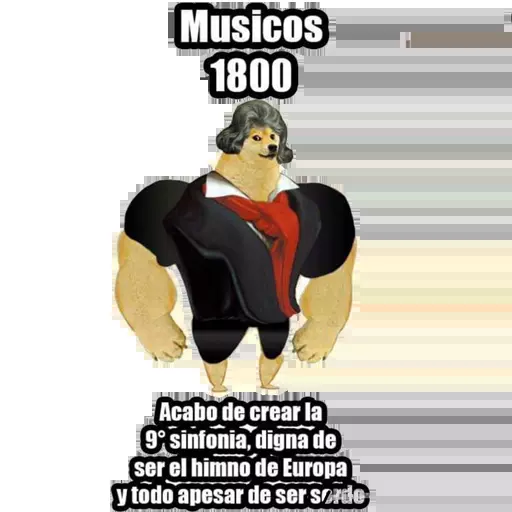 Musicos
1800
Acabo de crear la
9° sinfonia, digna de
ser el himno de Europa
y todo apesar de ser sordo